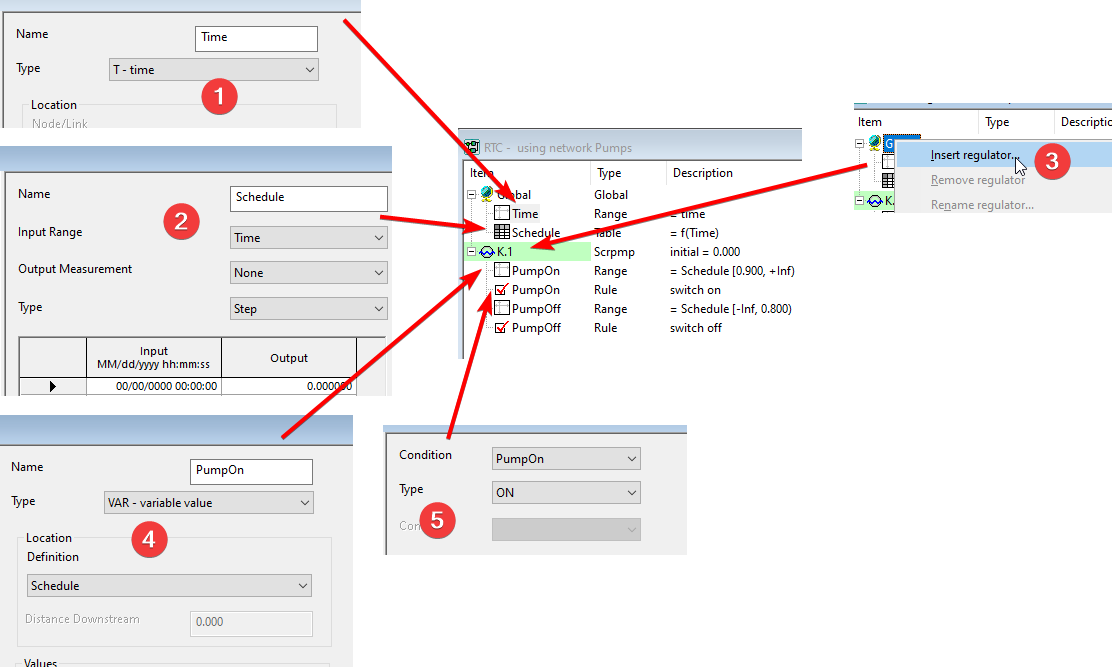 Name
Time
Type
T - time
1
Location
Node/Link
Name
Schedule
2
Input Range
Time
Output Measurement
None
Type
Step
Input
MM/dd/yyyy hh:mm:ss
Output
00/00/0000 00:00:00
0.000000
Name
PumpOn
Type
VAR - variable value
4
Location
Definition
Schedule
Distance Downstream
0.000
Values
RTC - using network Pumps
Item Type Description
Global Global
Time Range = time
Schedule Table = f(Time)
K.1 Scrpmp initial = 0.000
PumpOn Range = Schedule [0.900, +Inf)
PumpOn Rule switch on
PumpOff Range = Schedule [-Inf, 0.800)
PumpOff Rule switch off
Condition
PumpOn
Type
ON
5
Item Type Descriptio
G
Insert regulator...
3
Remove regulator
Rename regulator...
K.